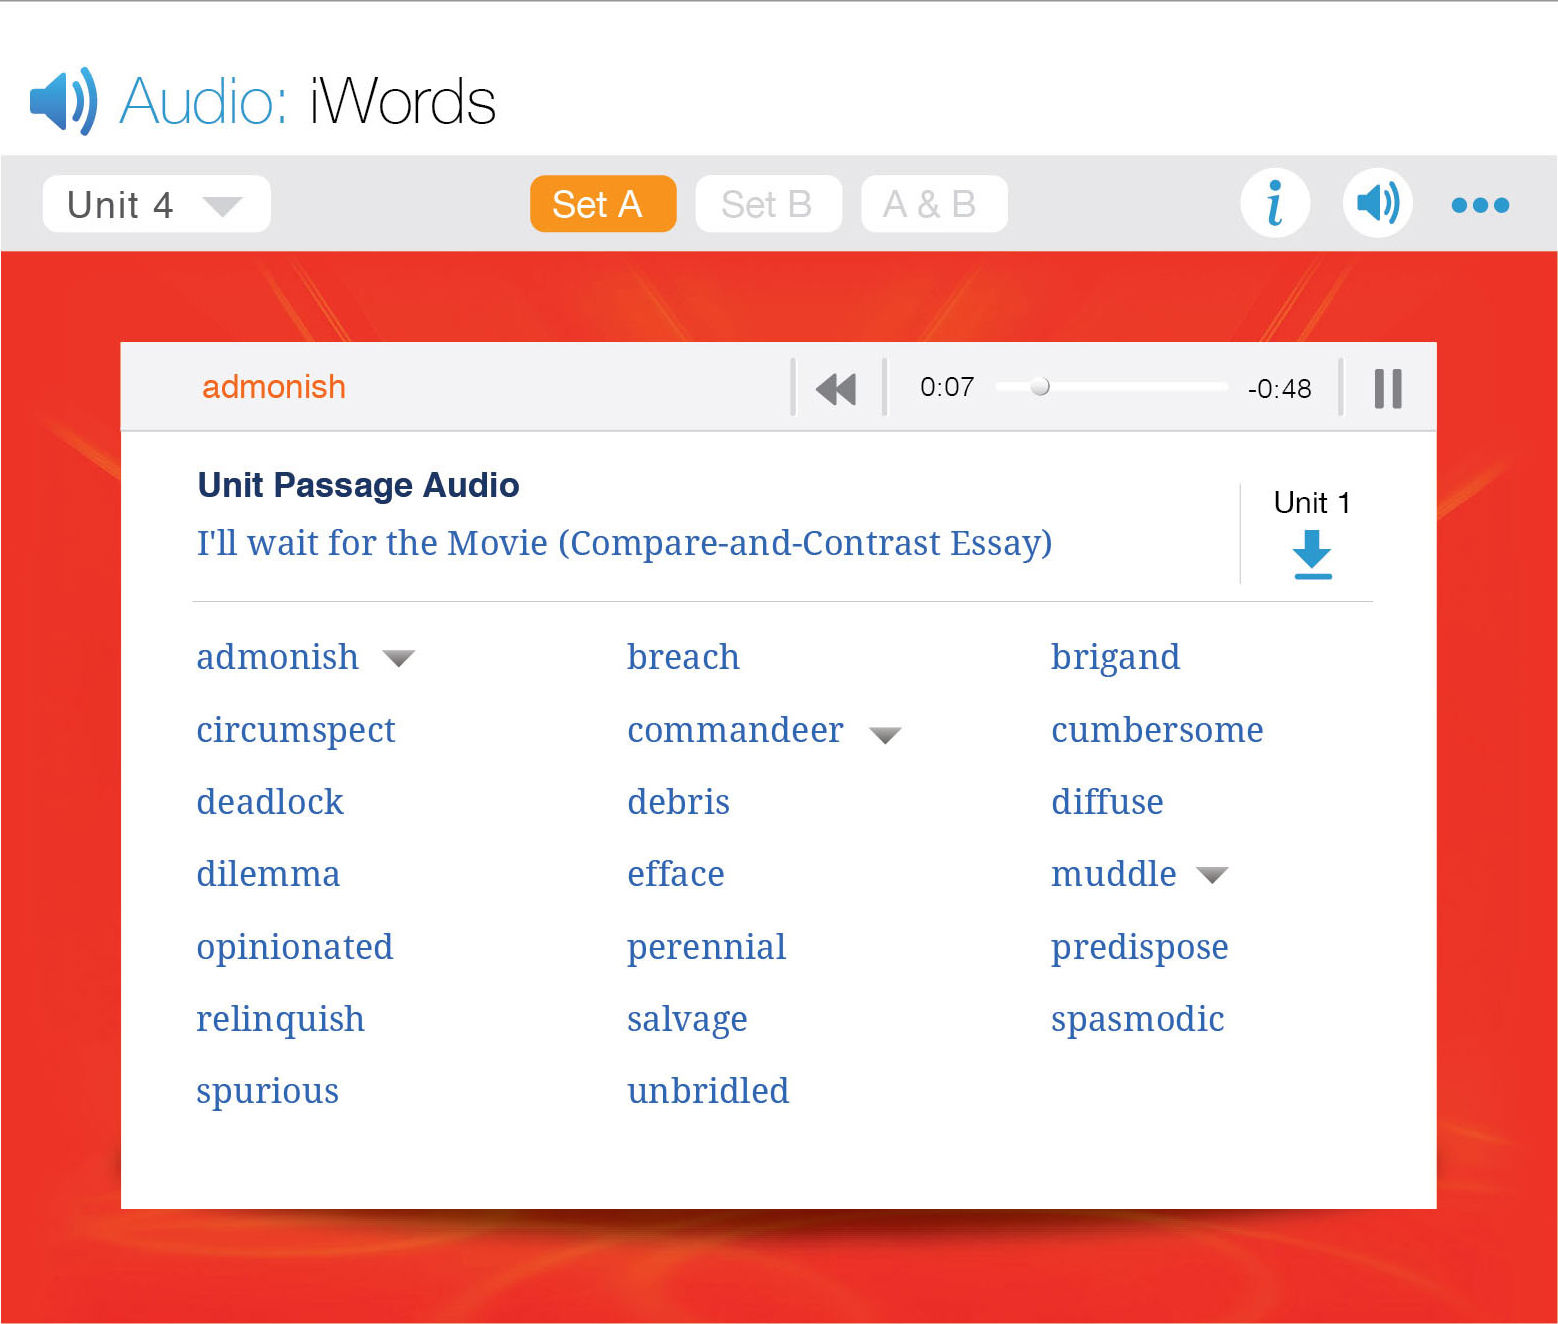 Audio: iWords
Unit 4 Set A Set B A & B i
admonish 0:07 -0:48
Unit Passage Audio
I'll wait for the Movie (Compare-and-Contrast Essay)
Unit 1
admonish breach brigand
circumspect commandeer cumbersome
deadlock debris diffuse
dilemma efface muddle
opinionated perennial predispose
relinquish salvage spasmodic
spurious unbridled